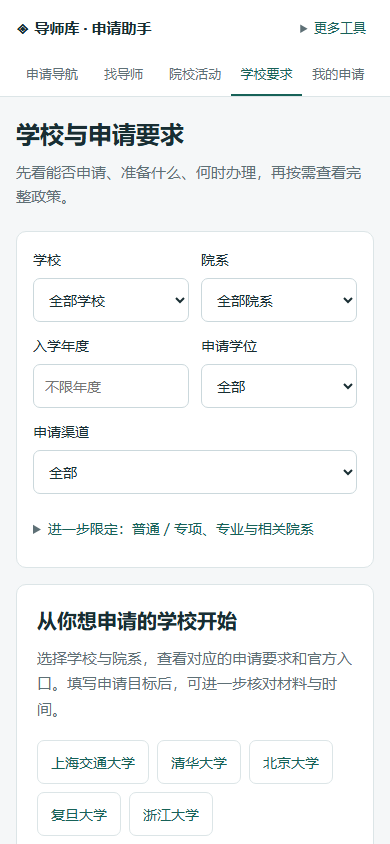 ◈ 导师库 · 申请助手
▶ 更多工具
申请导航 找导师 院校活动 学校要求 我的申请
学校与申请要求
先看能否申请、准备什么、何时办理，再按需查看完
整政策。
学校 院系
全部学校 全部院系
入学年度 申请学位
不限年度 全部
申请渠道
全部
▶ 进一步限定：普通 / 专项、专业与相关院系
从你想申请的学校开始
选择学校与院系，查看对应的申请要求和官方入
口。填写申请目标后，可进一步核对材料与时
间。
上海交通大学 清华大学 北京大学
复旦大学 浙江大学